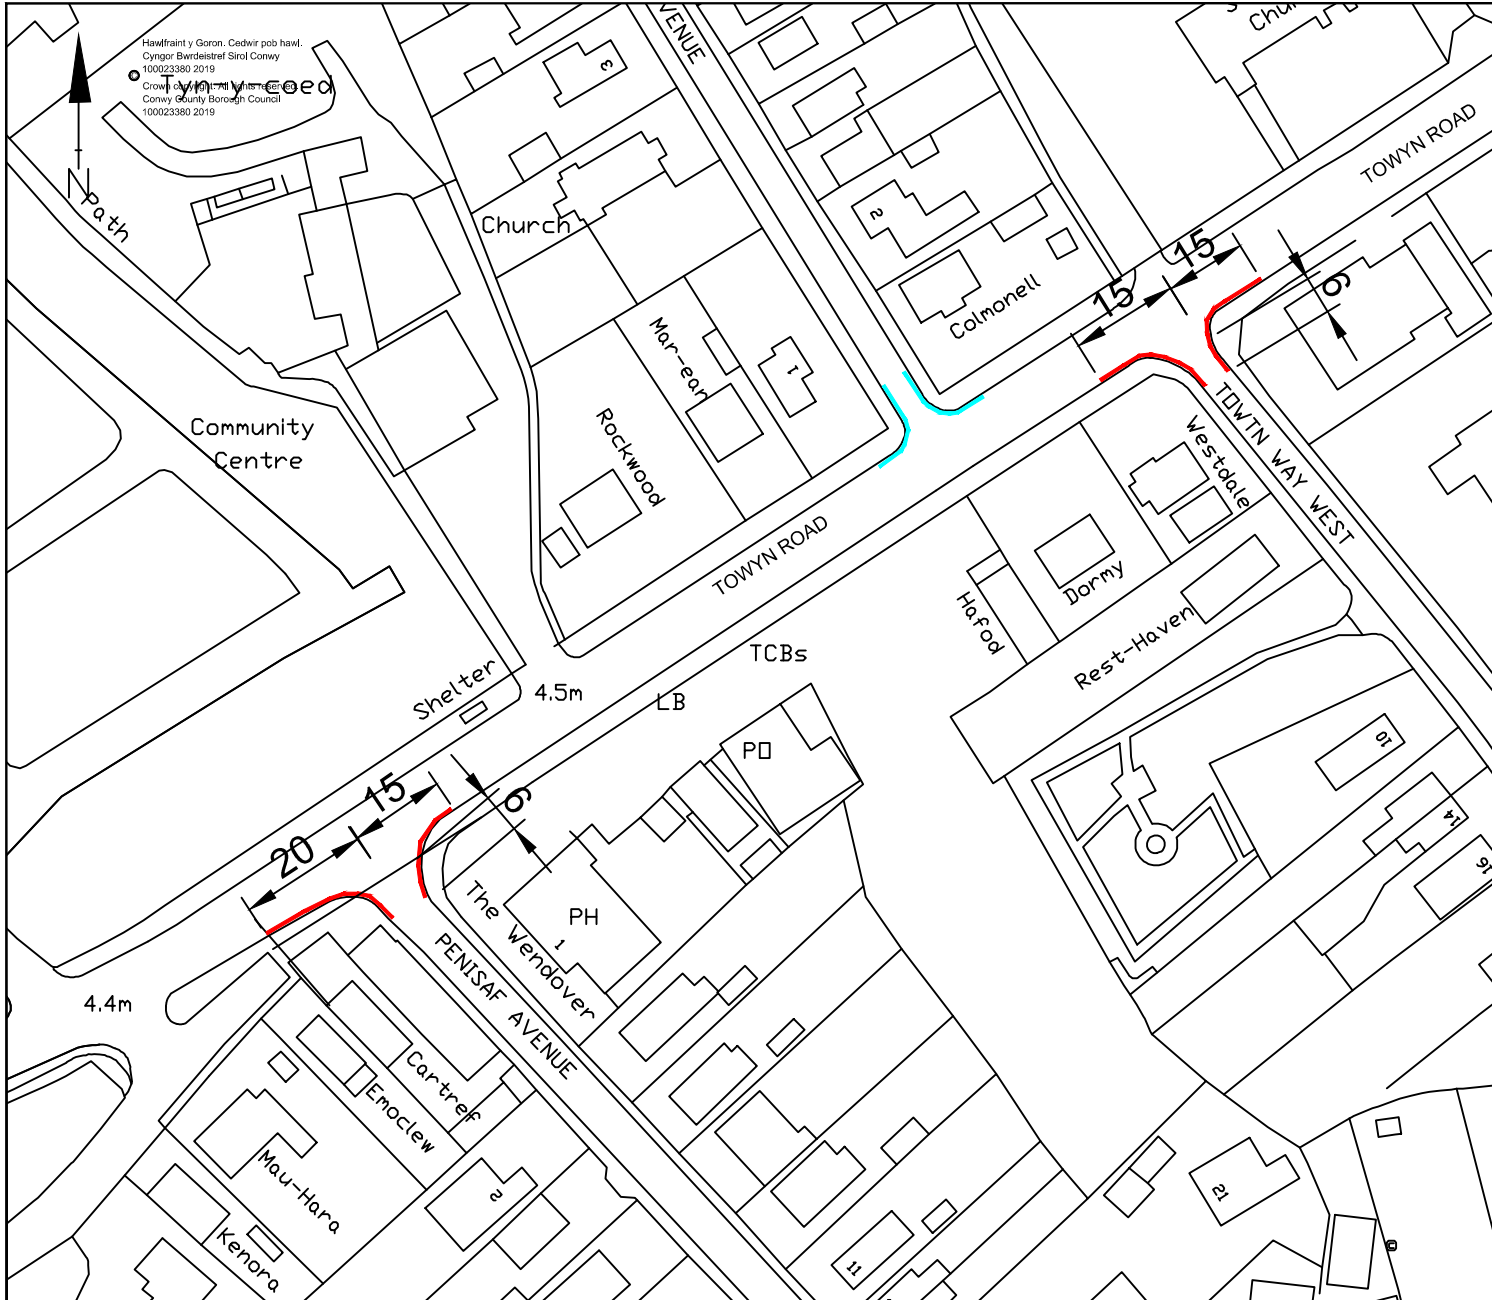 Hawlfraint y Goron. Cedwir pob hawl.
Cyngor Bwrdeistref Sirol Conwy
100023380 2019
Crown copyright. All rights reserved.
Conwy County Borough Council
100023380 2019
Tyn-y-coed
N
Path
VENUE
3
Church
Chu
TOWYN ROAD
2
Colmonell
15
15
6
Mar-ean
1
Rockwood
Community
Centre
TOWYN ROAD
TOWTN WAY WEST
Westdale
Dormy
Hafod
Rest-Haven
TCBs
LB
4.5m
Shelter
PO
10
14
16
15
6
20
The Wendover
PH
1
PENISAF AVENUE
4.4m
Cartref
Emoclew
Mau-Hara
Kenora
2
11
21